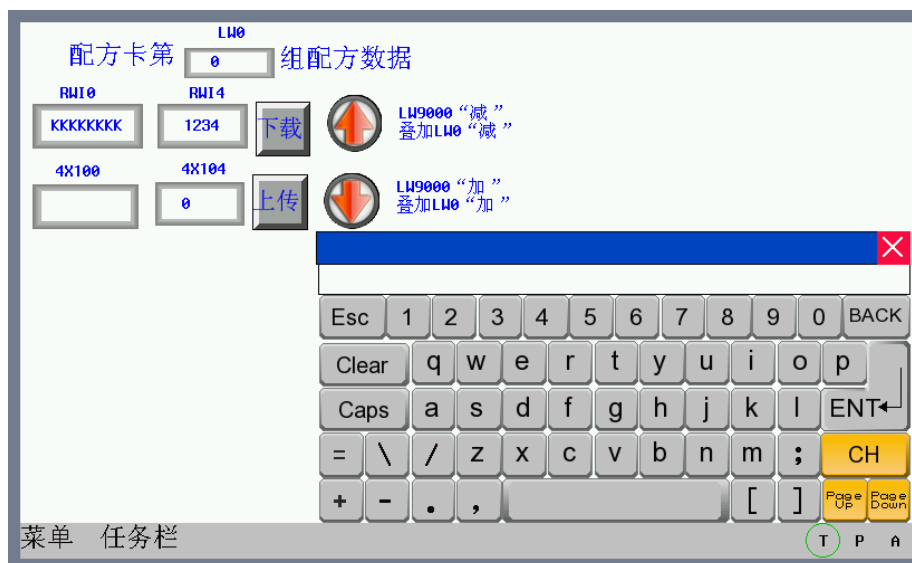 LW0
配方卡第 0 组配方数据
RWI0 RWI4
KKKKKKKK 1234 下载
LW9000“减”
叠加LW0“减”
4X100 4X104
0 上传
LW9000“加”
叠加LW0“加”
Esc 1 2 3 4 5 6 7 8 9 0 BACK
Clear q w e r t y u i o p
Caps a s d f g h j k l ENT
= \ / z x c v b n m ; CH
+ - . , [ ] Page Up Page Down
菜单 任务栏 T P A